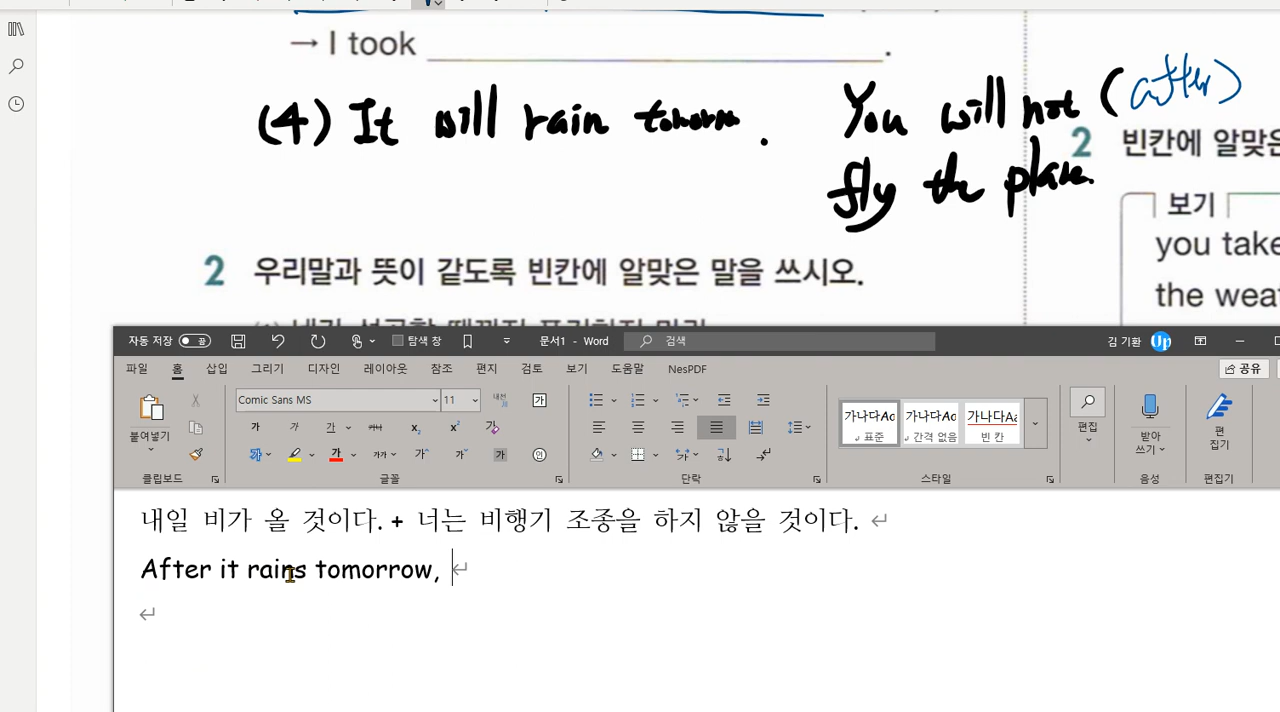 → I took ____________.
(4) It will rain tomorrow. You will not (after)
fly the plane.
2 빈칸에 알맞은
보기
you take
the weat
2 우리말과 뜻이 같도록 빈칸에 알맞은 말을 쓰시오.
자동 저장 끔 탐색 창 문서1 - Word 검색 김 기환 Up
파일 홈 삽입 그리기 디자인 레이아웃 참조 편지 검토 보기 도움말 NesPDF 공유
붙여넣기 Comic Sans MS 11 가나다Ac 가나다Ac 가나다Aa 편집 받아쓰기 편집기
↲ 표준 ↲ 간격 없음 빈 칸
클립보드 글꼴 단락 스타일 음성 편집기
내일 비가 올 것이다. + 너는 비행기 조종을 하지 않을 것이다.
After it rains tomorrow,